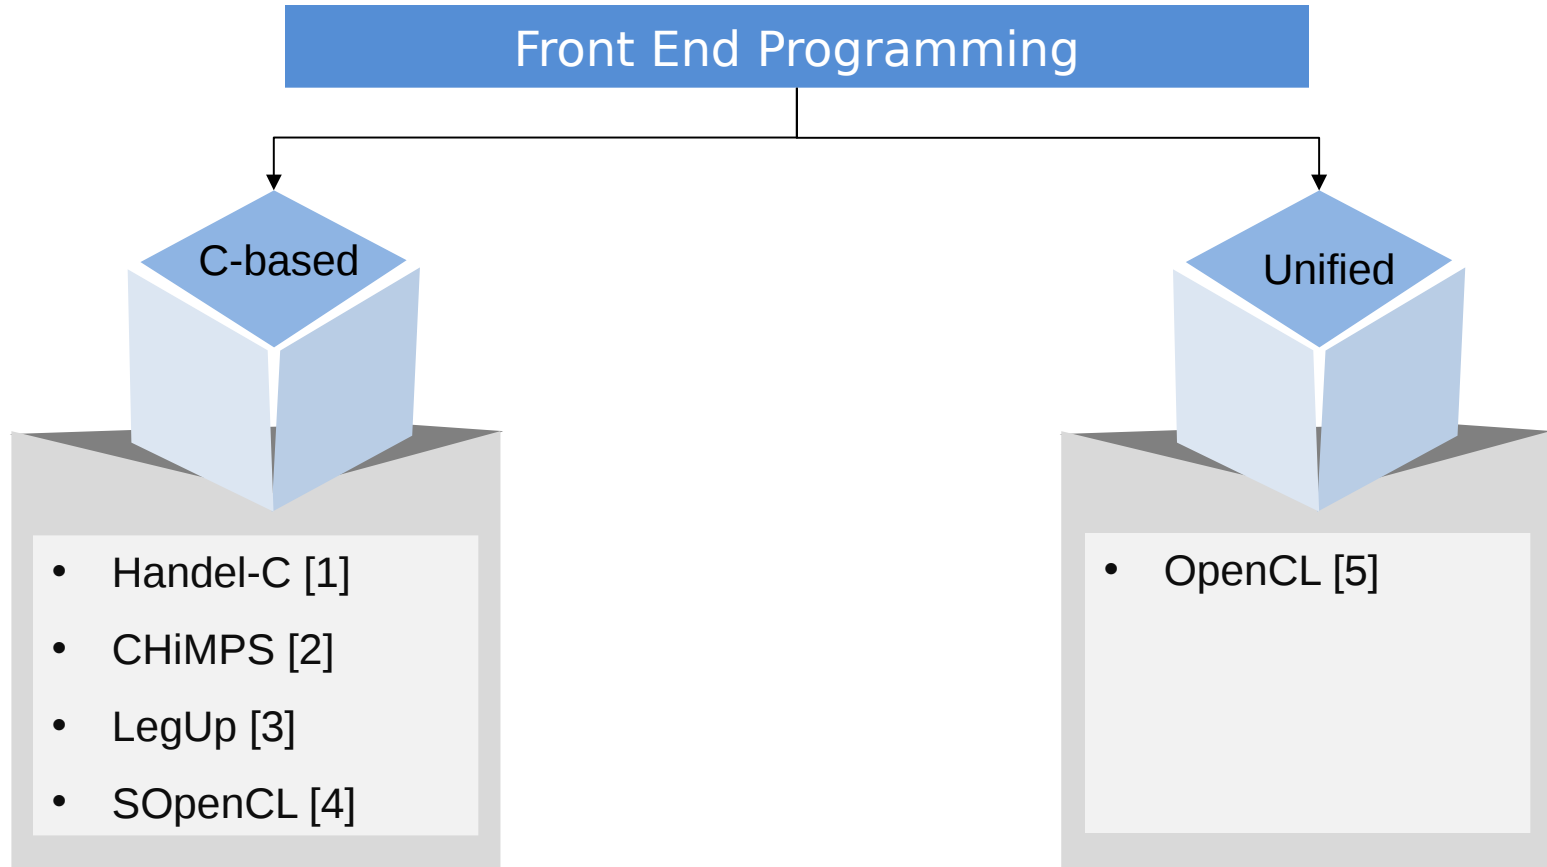 Front End Programming
C-based
Unified
• Handel-C [1]
• CHiMPS [2]
• LegUp [3]
• SOpenCL [4]
• OpenCL [5]